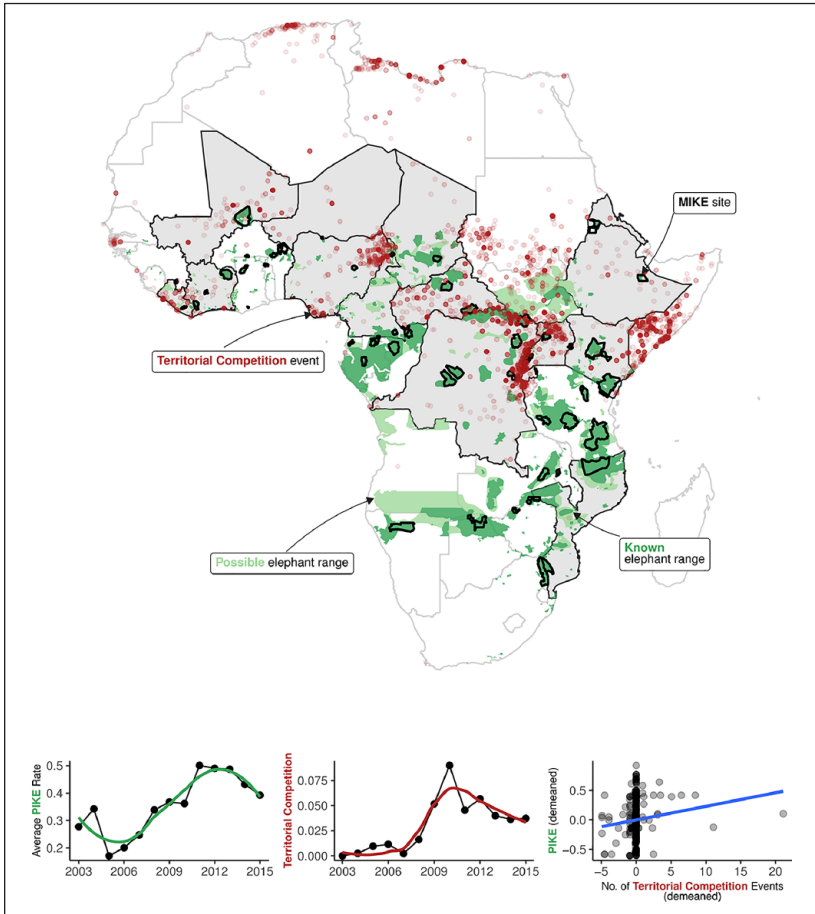 MIKE site
Territorial Competition event
Possible elephant range
Known
elephant range
Average PIKE Rate
0.5
0.4
0.3
0.2
2003 2006 2009 2012 2015
Territorial Competition
0.075
0.050
0.025
0.000
2003 2006 2009 2012 2015
PIKE (demeaned)
0.5
0.0
−0.5
−5 0 5 10 15 20
No. of Territorial Competition Events
(demeaned)